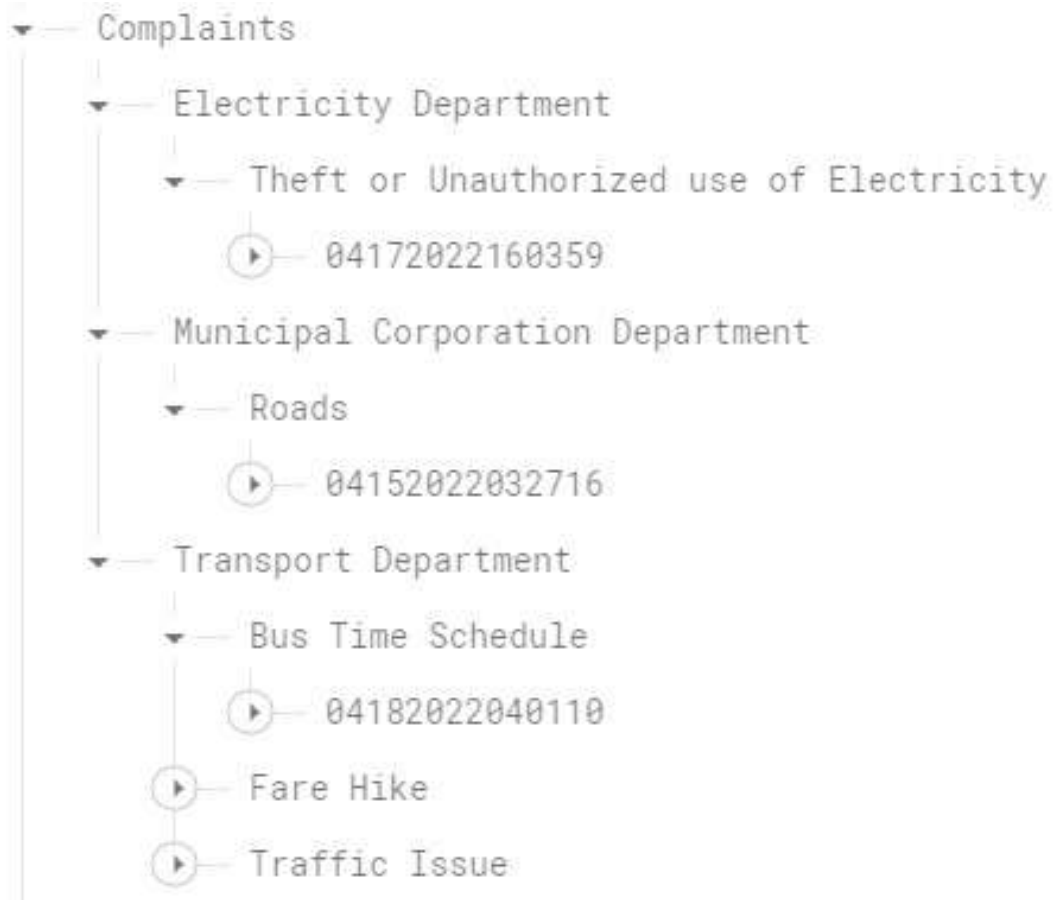 Complaints
Electricity Department
Theft or Unauthorized use of Electricity
04172022160359
Municipal Corporation Department
Roads
04152022032716
Transport Department
Bus Time Schedule
04182022040110
Fare Hike
Traffic Issue